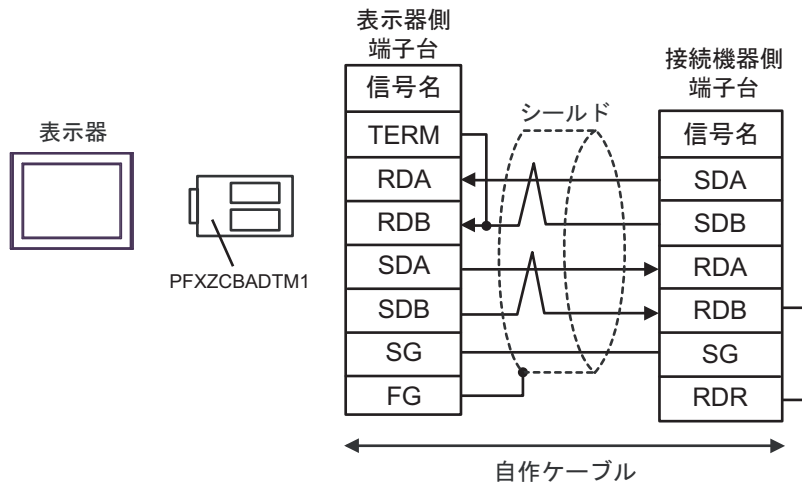 表示器
PFXZCBADTM1
表示器側
端子台
信号名
TERM
RDA
RDB
SDA
SDB
SG
FG
シールド
接続機器側
端子台
信号名
SDA
SDB
RDA
RDB
SG
RDR
自作ケーブル